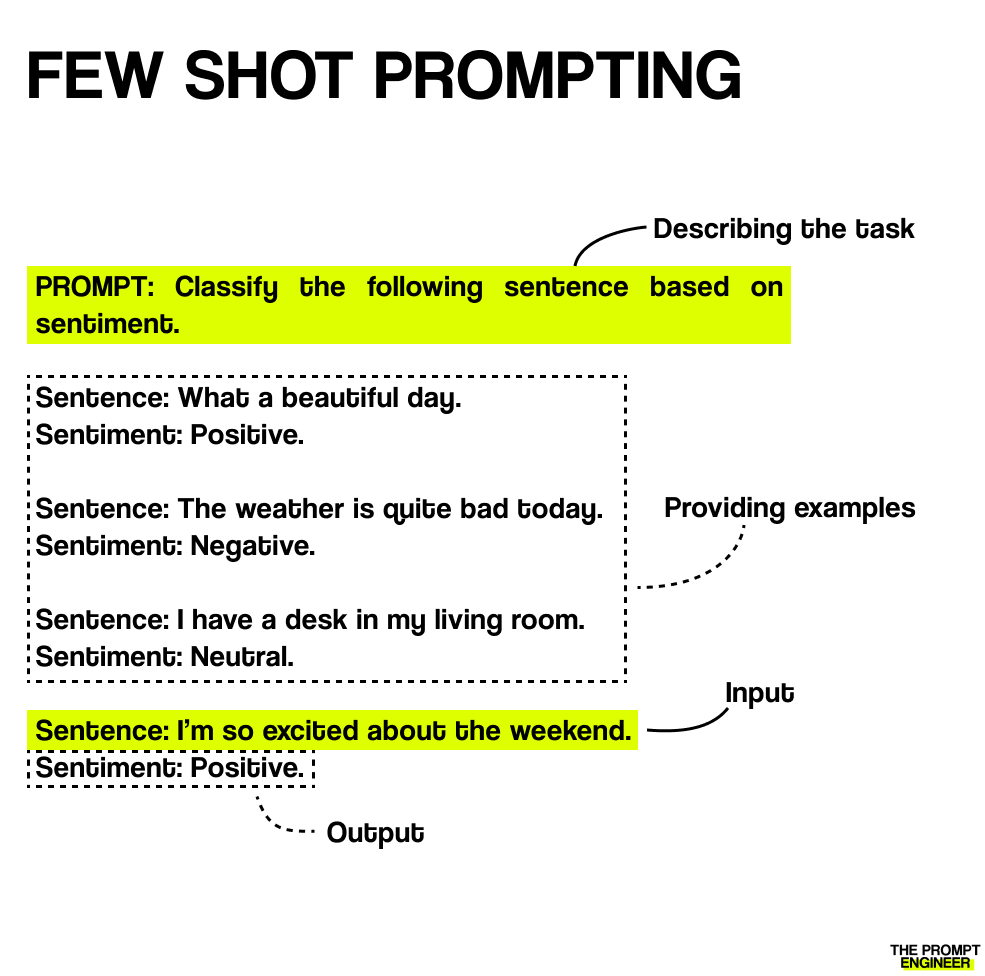 FEW SHOT PROMPTING
Describing the task
PROMPT: Classify the following sentence based on
sentiment.
Sentence: What a beautiful day.
Sentiment: Positive.
Sentence: The weather is quite bad today.
Sentiment: Negative.
Providing examples
Sentence: I have a desk in my living room.
Sentiment: Neutral.
Input
Sentence: I'm so excited about the weekend.
Sentiment: Positive.
Output
THE PROMPT
ENGINEER